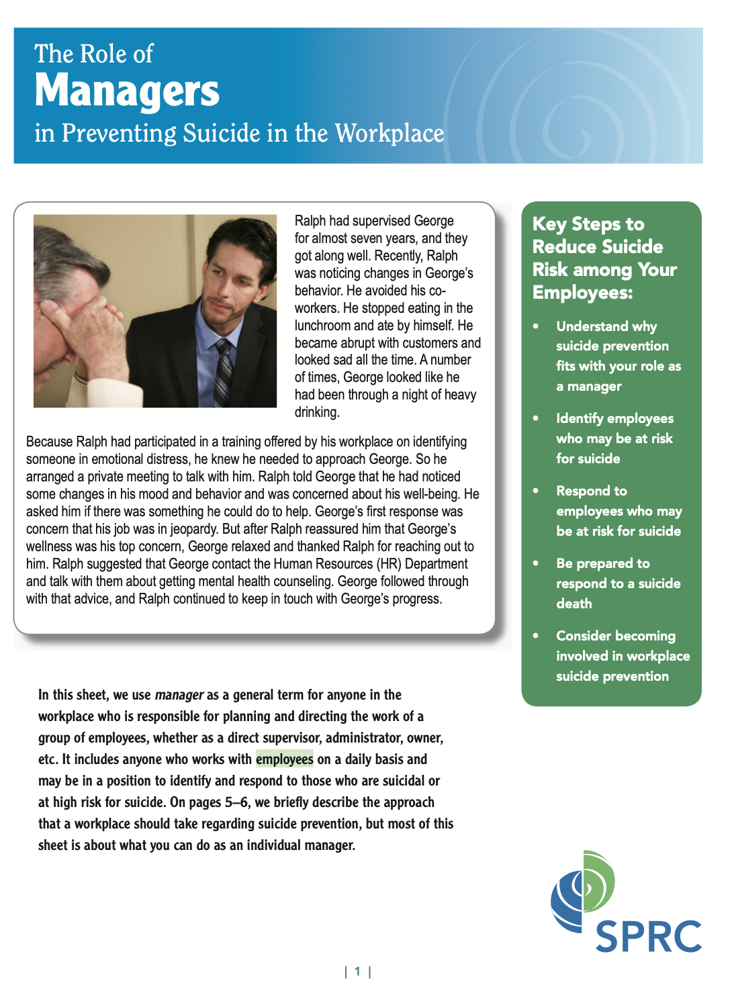 The Role of
Managers
in Preventing Suicide in the Workplace
Ralph had supervised George
for almost seven years, and they
got along well. Recently, Ralph
was noticing changes in George's
behavior. He avoided his co-
workers. He stopped eating in the
lunchroom and ate by himself. He
became abrupt with customers and
looked sad all the time. A number
of times, George looked like he
had been through a night of heavy
drinking.
Because Ralph had participated in a training offered by his workplace on identifying
someone in emotional distress, he knew he needed to approach George. So he
arranged a private meeting to talk with him. Ralph told George that he had noticed
some changes in his mood and behavior and was concerned about his well-being. He
asked him if there was something he could do to help. George's first response was
concern that his job was in jeopardy. But after Ralph reassured him that George's
wellness was his top concern, George relaxed and thanked Ralph for reaching out to
him. Ralph suggested that George contact the Human Resources (HR) Department
and talk with them about getting mental health counseling. George followed through
with that advice, and Ralph continued to keep in touch with George's progress.
Key Steps to
Reduce Suicide
Risk among Your
Employees:
• Understand why
suicide prevention
fits with your role as
a manager
• Identify employees
who may be at risk
for suicide
• Respond to
employees who may
be at risk for suicide
• Be prepared to
respond to a suicide
death
• Consider becoming
involved in workplace
suicide prevention
In this sheet, we use manager as a general term for anyone in the
workplace who is responsible for planning and directing the work of a
group of employees, whether as a direct supervisor, administrator, owner,
etc. It includes anyone who works with employees on a daily basis and
may be in a position to identify and respond to those who are suicidal or
at high risk for suicide. On pages 5–6, we briefly describe the approach
that a workplace should take regarding suicide prevention, but most of this
sheet is about what you can do as an individual manager.
SPRC
| 1 |